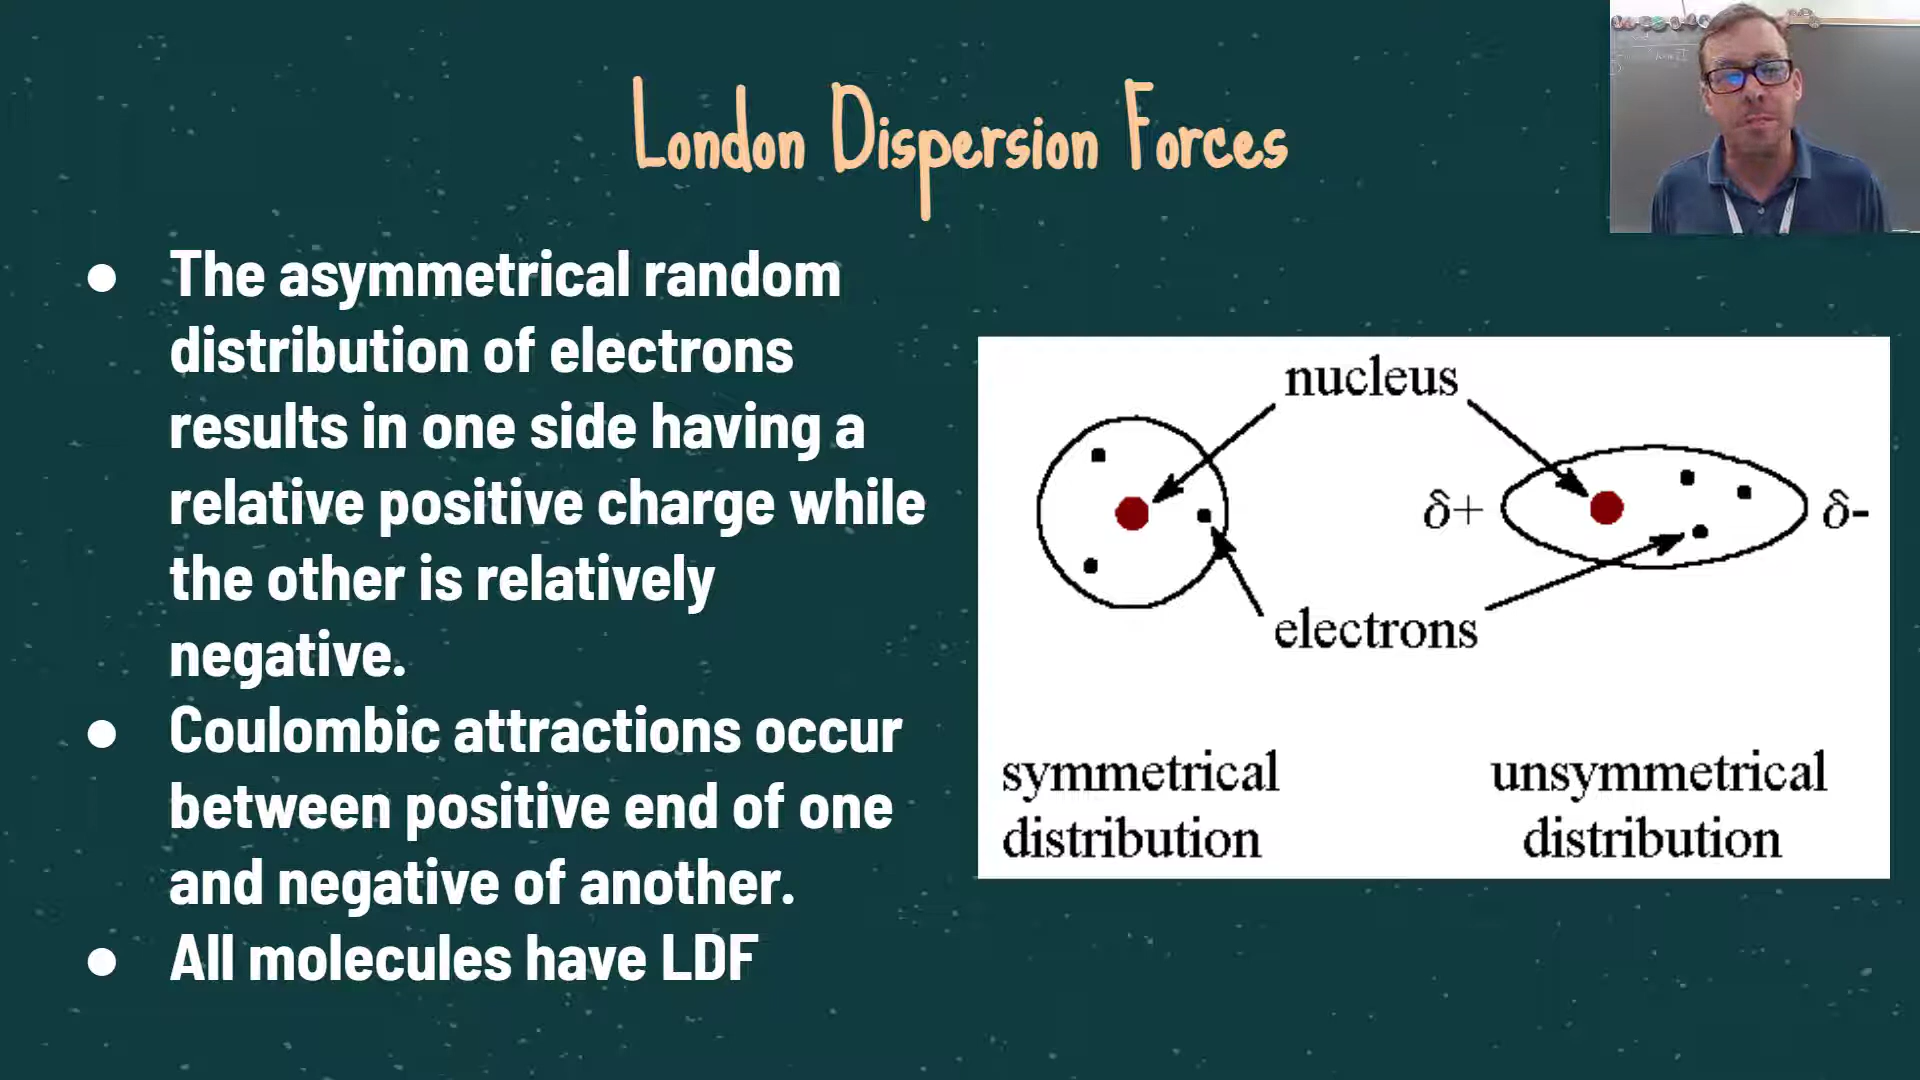 London Dispersion Forces
● The asymmetrical random
distribution of electrons
results in one side having a
relative positive charge while
the other is relatively
negative.
● Coulombic attractions occur
between positive end of one
and negative of another.
● All molecules have LDF
nucleus
δ+
δ-
electrons
symmetrical
distribution
unsymmetrical
distribution